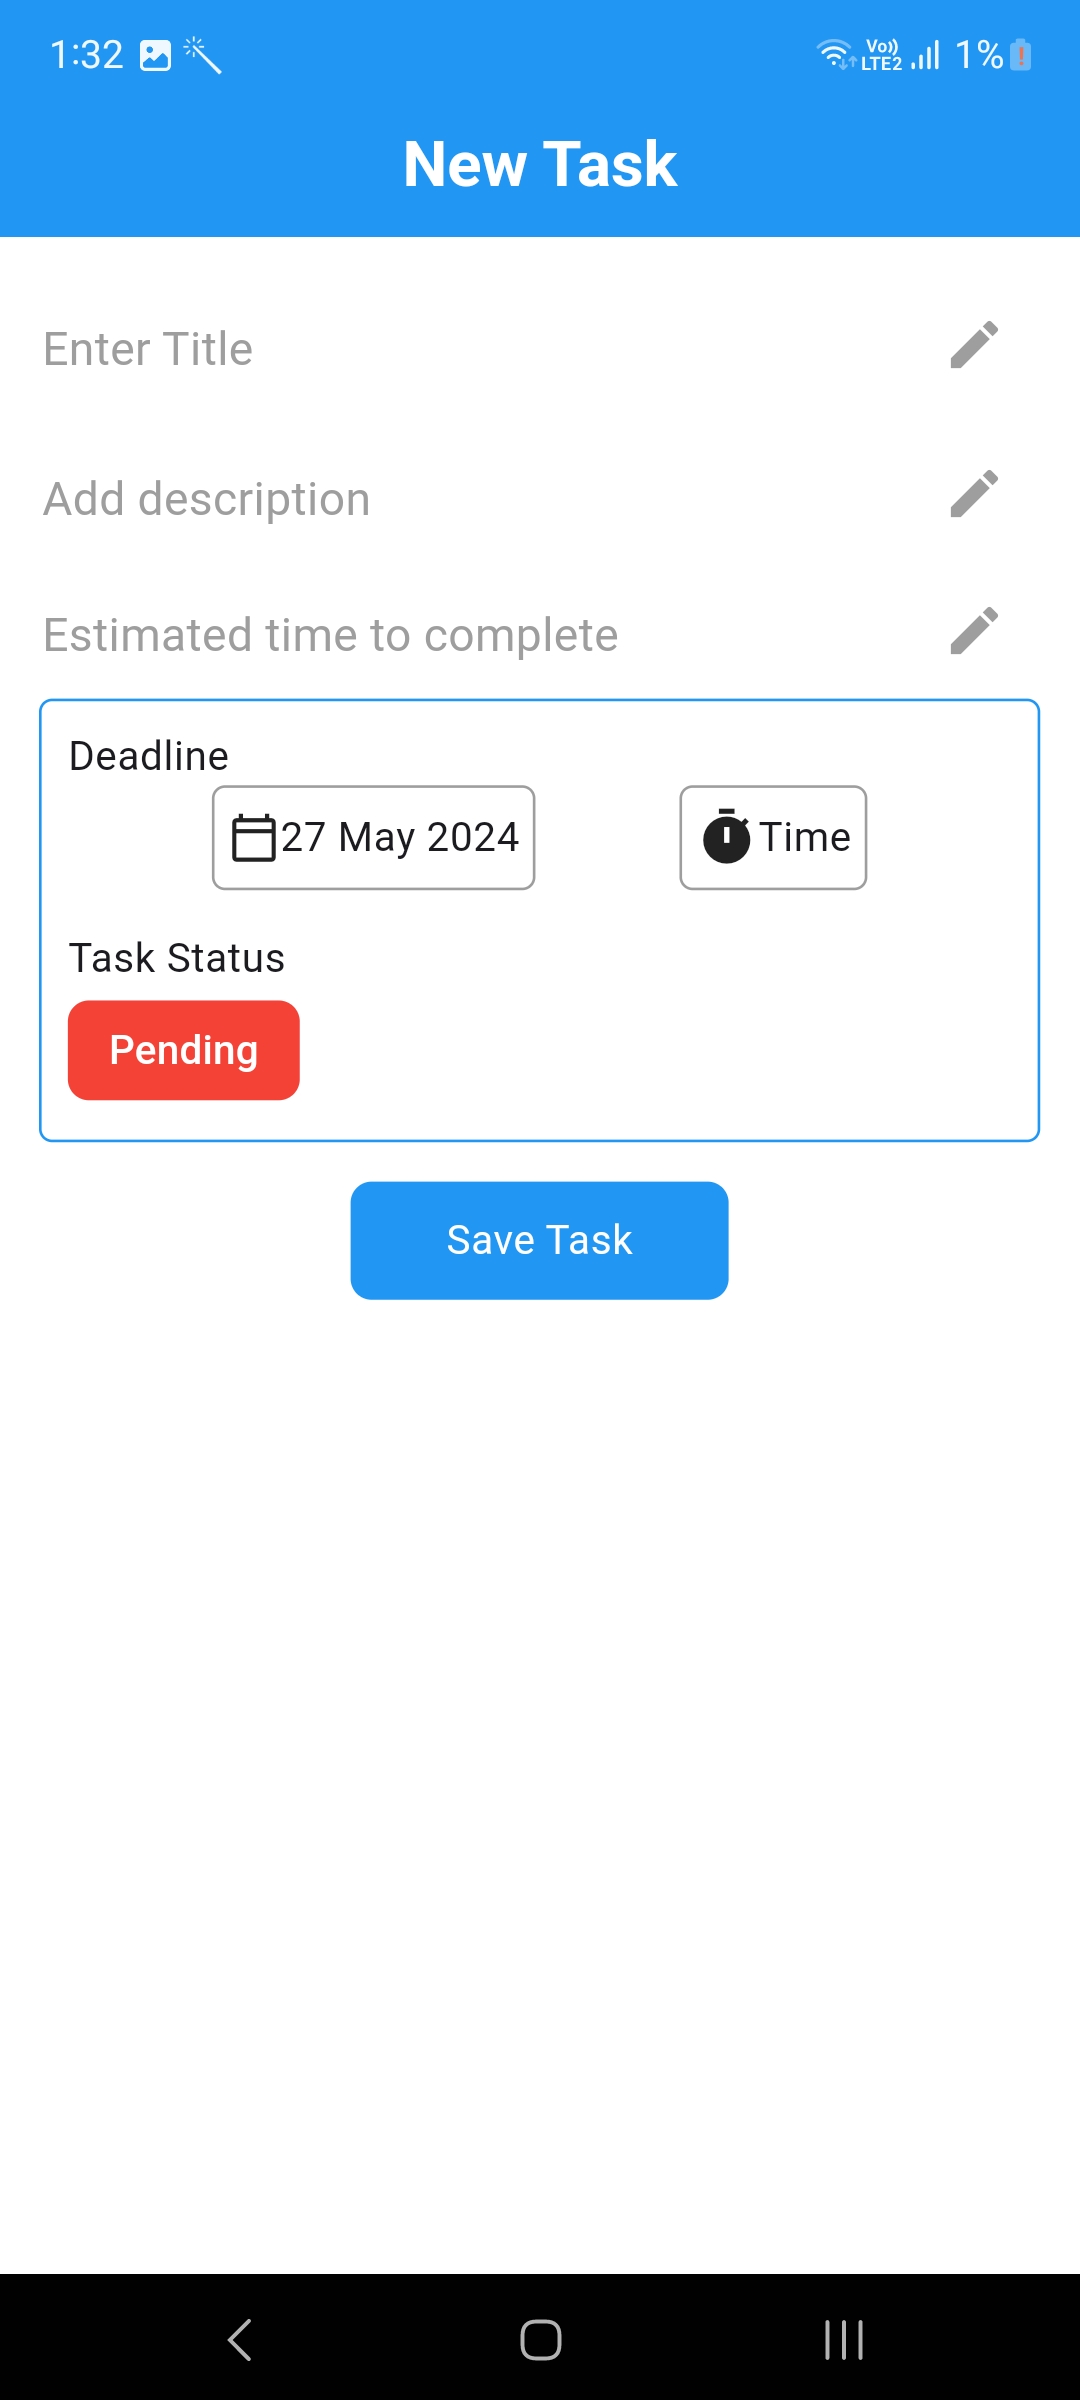 1:32 Vo)) LTE2 1%
New Task
Enter Title
Add description
Estimated time to complete
Deadline
27 May 2024 Time
Task Status
Pending
Save Task